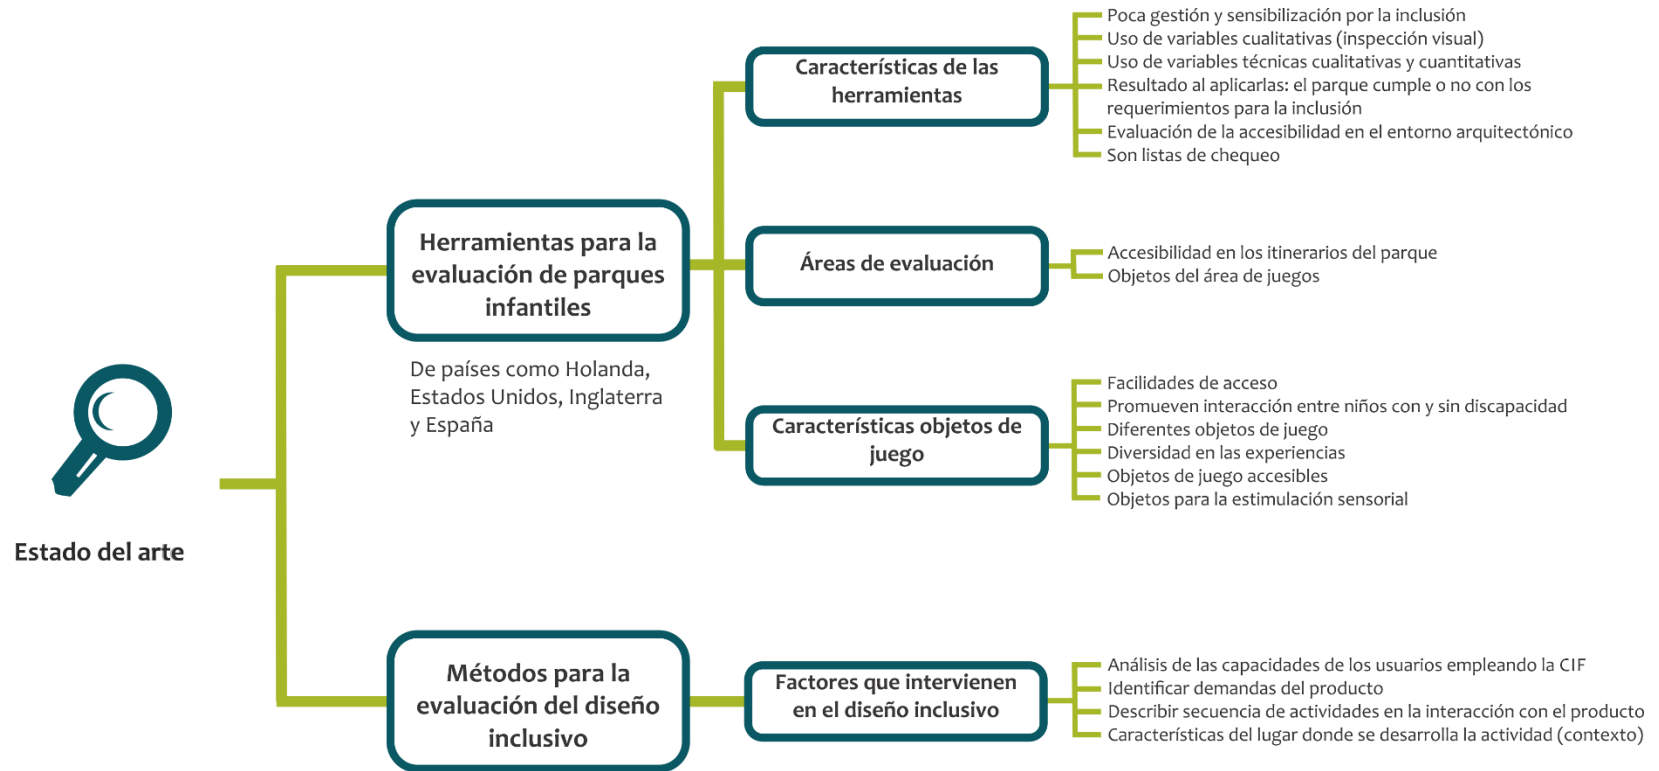 Estado del arte
Herramientas para la
evaluación de parques
infantiles
De países como Holanda,
Estados Unidos, Inglaterra
y España
Características de las
herramientas
Poca gestión y sensibilización por la inclusión
Uso de variables cualitativas (inspección visual)
Uso de variables técnicas cualitativas y cuantitativas
Resultado al aplicarlas: el parque cumple o no con los
requerimientos para la inclusión
Evaluación de la accesibilidad en el entorno arquitectónico
Son listas de chequeo
Áreas de evaluación
Accesibilidad en los itinerarios del parque
Objetos del área de juegos
Características objetos de
juego
Facilidades de acceso
Promueven interacción entre niños con y sin discapacidad
Diferentes objetos de juego
Diversidad en las experiencias
Objetos de juego accesibles
Objetos para la estimulación sensorial
Métodos para la
evaluación del diseño
inclusivo
Factores que intervienen
en el diseño inclusivo
Análisis de las capacidades de los usuarios empleando la CIF
Identificar demandas del producto
Describir secuencia de actividades en la interacción con el producto
Características del lugar donde se desarrolla la actividad (contexto)